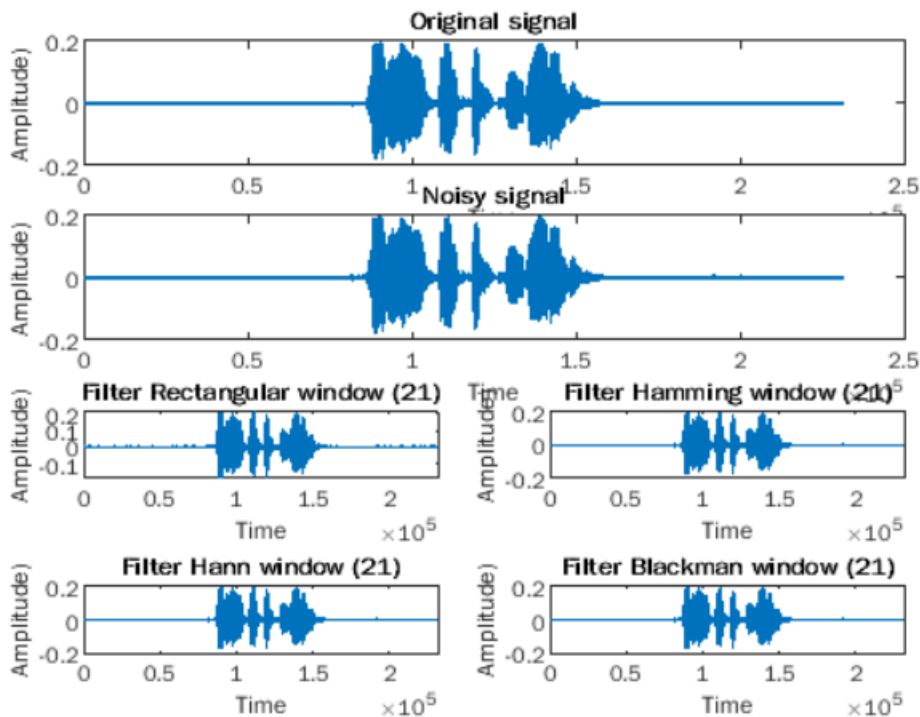 Original signal
Amplitude)
0.2
0
-0.2
0 0.5 1 1.5 2 2.5
Noisy signal
Amplitude)
0.2
0
-0.2
0 0.5 1 1.5 2 2.5
Time
Filter Rectangular window (21)
Amplitude)
0.2
0.1
0
-0.1
0 0.5 1 1.5 2
Time ×10^5
Filter Hamming window (21)
Amplitude)
0.2
0
-0.2
0 0.5 1 1.5 2
Time ×10^5
Filter Hann window (21)
Amplitude)
0.2
0
-0.2
0 0.5 1 1.5 2
Time ×10^5
Filter Blackman window (21)
Amplitude)
0.2
0
-0.2
0 0.5 1 1.5 2
Time ×10^5